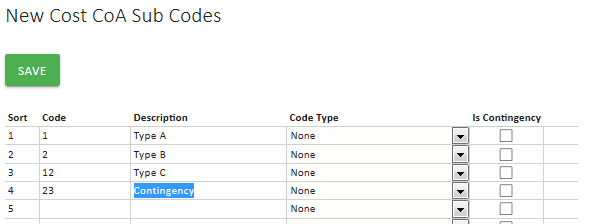 New Cost CoA Sub Codes
SAVE
Sort Code Description Code Type Is Contingency
1 1 Type A None
2 2 Type B None
3 12 Type C None
4 23 Contingency None
5 None